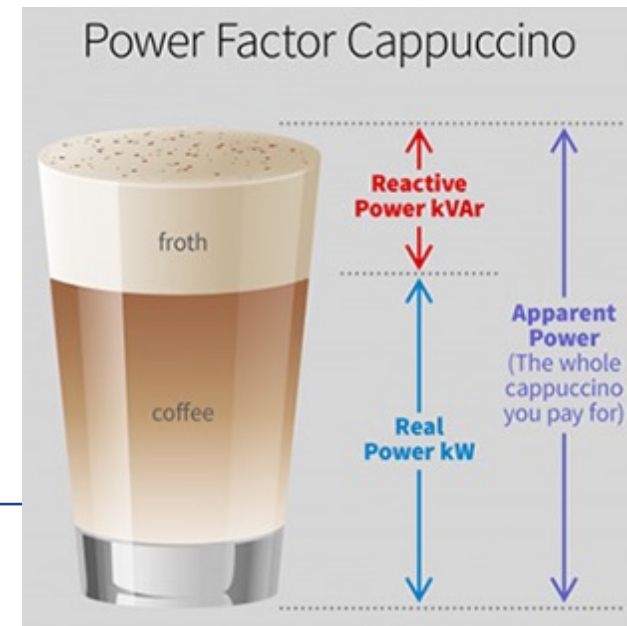 Power Factor Cappuccino
froth
coffee
Reactive
Power kVAr
Real
Power kW
Apparent
Power
(The whole
cappuccino
you pay for)